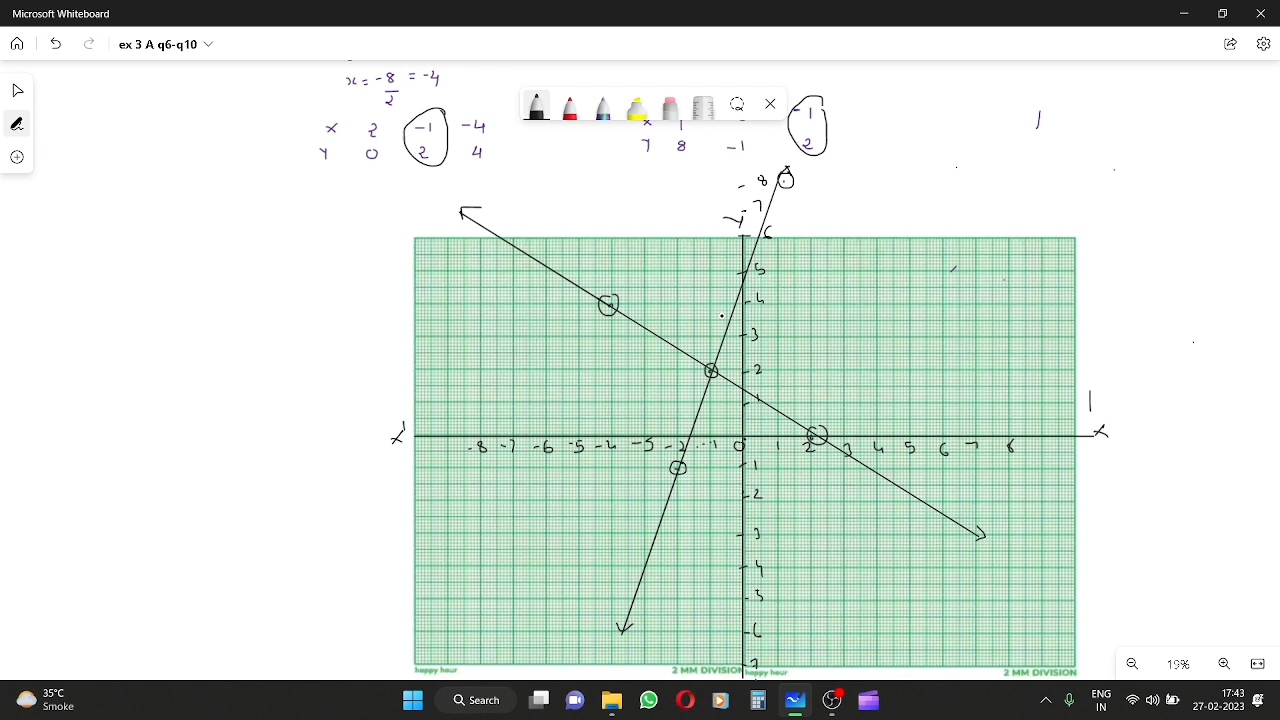 Microsoft Whiteboard
ex 3 A q6-q10
x = -8 = -4
2
x 2 -1 -4
Y 0 2 4
x 1 -1
Y 8 -1 2
8
7
Y
6
5
4
3
2
1
x' -8 -7 -6 -5 -4 -5 -2 -1 0 1 2 3 4 5 6 7 8 x
-1
-2
3
4
-5
-6
7
happy hour 2 MM DIVISION happy hour 2 MM DIVISION
35°C
Smoke
Search
ENG
IN
17:43
27-02-2023